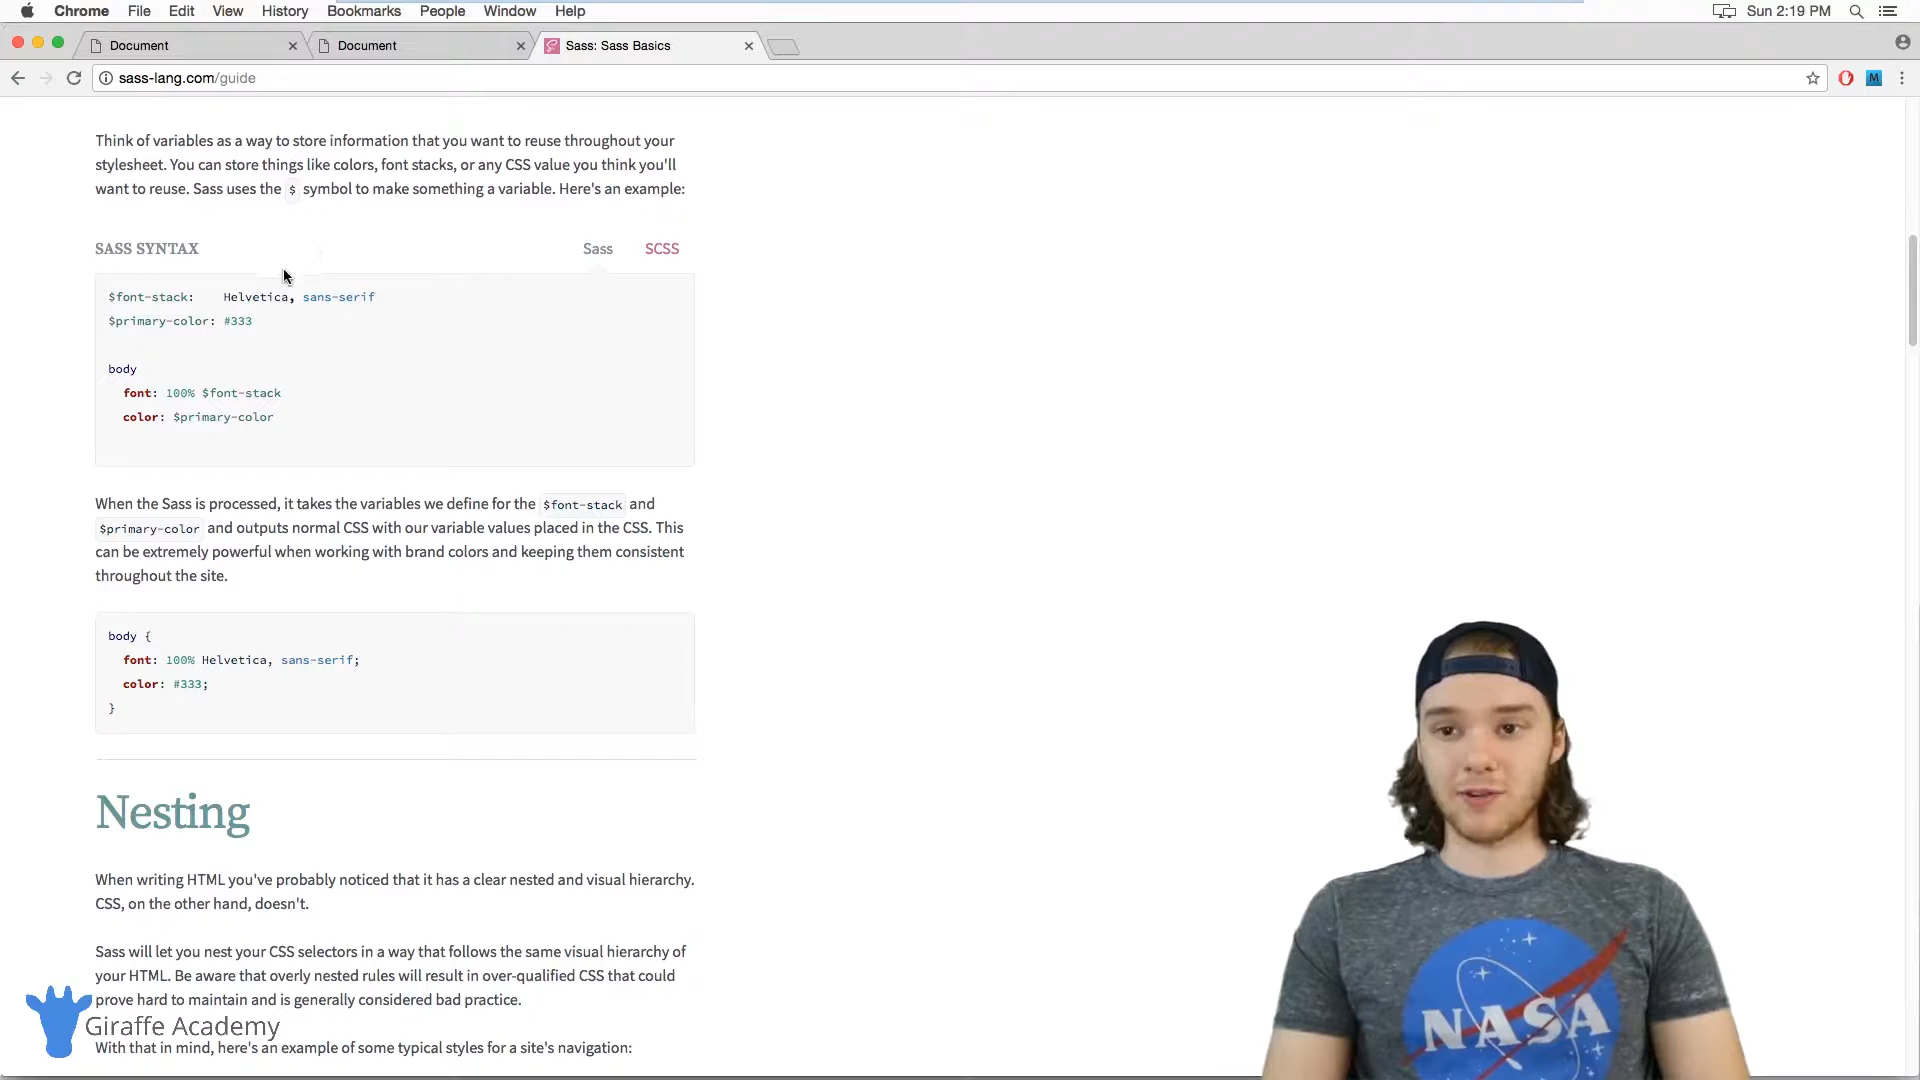 Chrome File Edit View History Bookmarks People Window Help Sun 2:19 PM
Document Document Sass: Sass Basics
sass-lang.com/guide M
Think of variables as a way to store information that you want to reuse throughout your
stylesheet. You can store things like colors, font stacks, or any CSS value you think you'll
want to reuse. Sass uses the $ symbol to make something a variable. Here's an example:
SASS SYNTAX Sass SCSS
$font-stack: Helvetica, sans-serif
$primary-color: #333
body
font: 100% $font-stack
color: $primary-color
When the Sass is processed, it takes the variables we define for the $font-stack and
$primary-color and outputs normal CSS with our variable values placed in the CSS. This
can be extremely powerful when working with brand colors and keeping them consistent
throughout the site.
body {
font: 100% Helvetica, sans-serif;
color: #333;
}
Nesting
When writing HTML you've probably noticed that it has a clear nested and visual hierarchy.
CSS, on the other hand, doesn't.
Sass will let you nest your CSS selectors in a way that follows the same visual hierarchy of
your HTML. Be aware that overly nested rules will result in over-qualified CSS that could
prove hard to maintain and is generally considered bad practice.
Giraffe Academy
With that in mind, here's an example of some typical styles for a site's navigation:
NASA